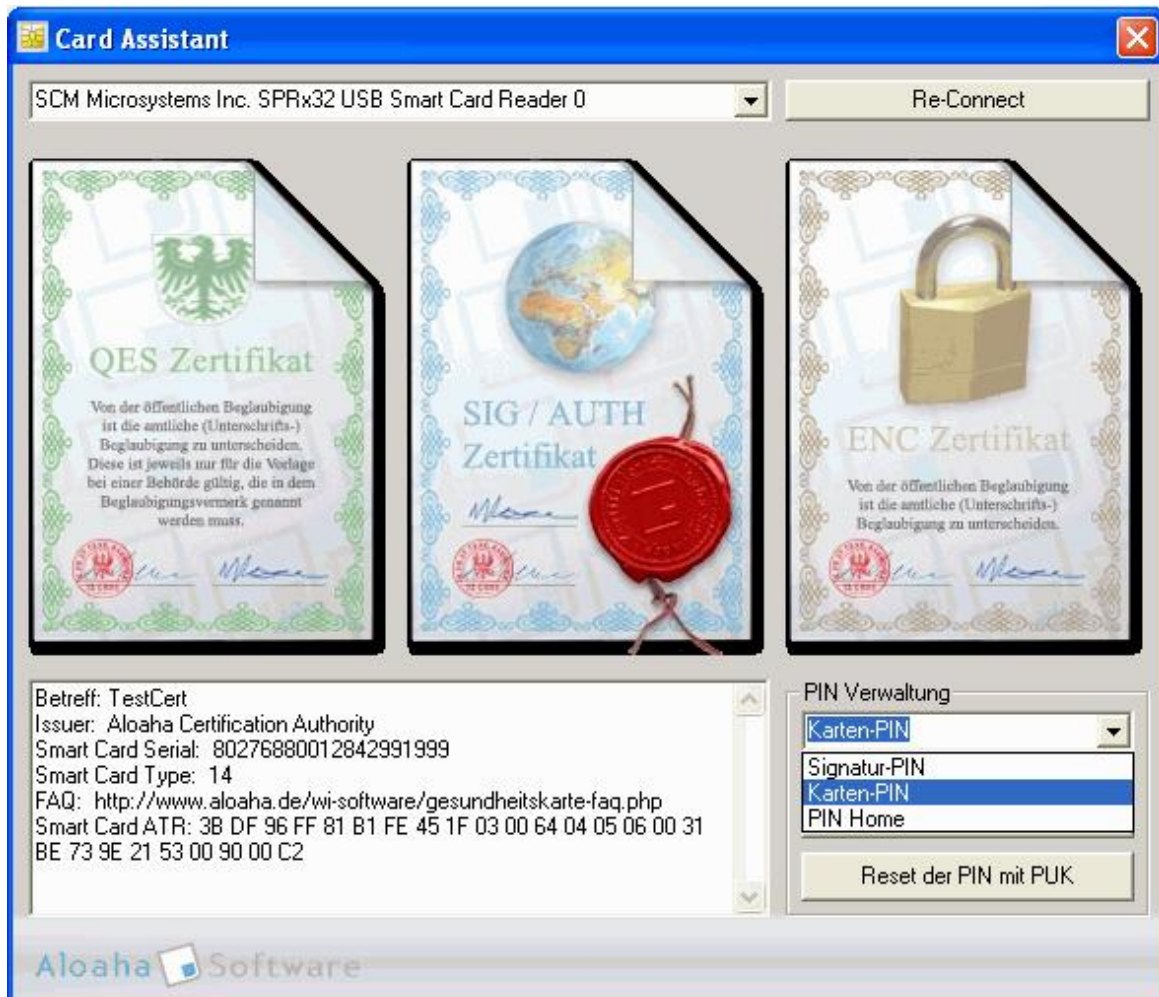 Card Assistant
SCM Microsystems Inc. SPRx32 USB Smart Card Reader 0
Re-Connect
QES Zertifikat
Von der öffentlichen Beglaubigung
ist die amtliche (Unterschrifts-)
Beglaubigung zu unterscheiden.
Diese ist jeweils nur für die Vorlage
bei einer Behörde gültig, die in dem
Beglaubigungsvermerk genannt
werden muss.
SIG / AUTH
Zertifikat
ENC Zertifikat
Von der öffentlichen Beglaubigung
ist die amtliche (Unterschrifts-)
Beglaubigung zu unterscheiden.
Betreff: TestCert
Issuer: Aloaha Certification Authority
Smart Card Serial: 80276880012842991999
Smart Card Type: 14
FAQ: http://www.aloaha.de/wi-software/gesundheitskarte-faq.php
Smart Card ATR: 3B DF 96 FF 81 B1 FE 45 1F 03 00 64 04 05 06 00 31
BE 73 9E 21 53 00 90 00 C2
PIN Verwaltung
Karten-PIN
Signatur-PIN
Karten-PIN
PIN Home
Reset der PIN mit PUK
Aloaha Software